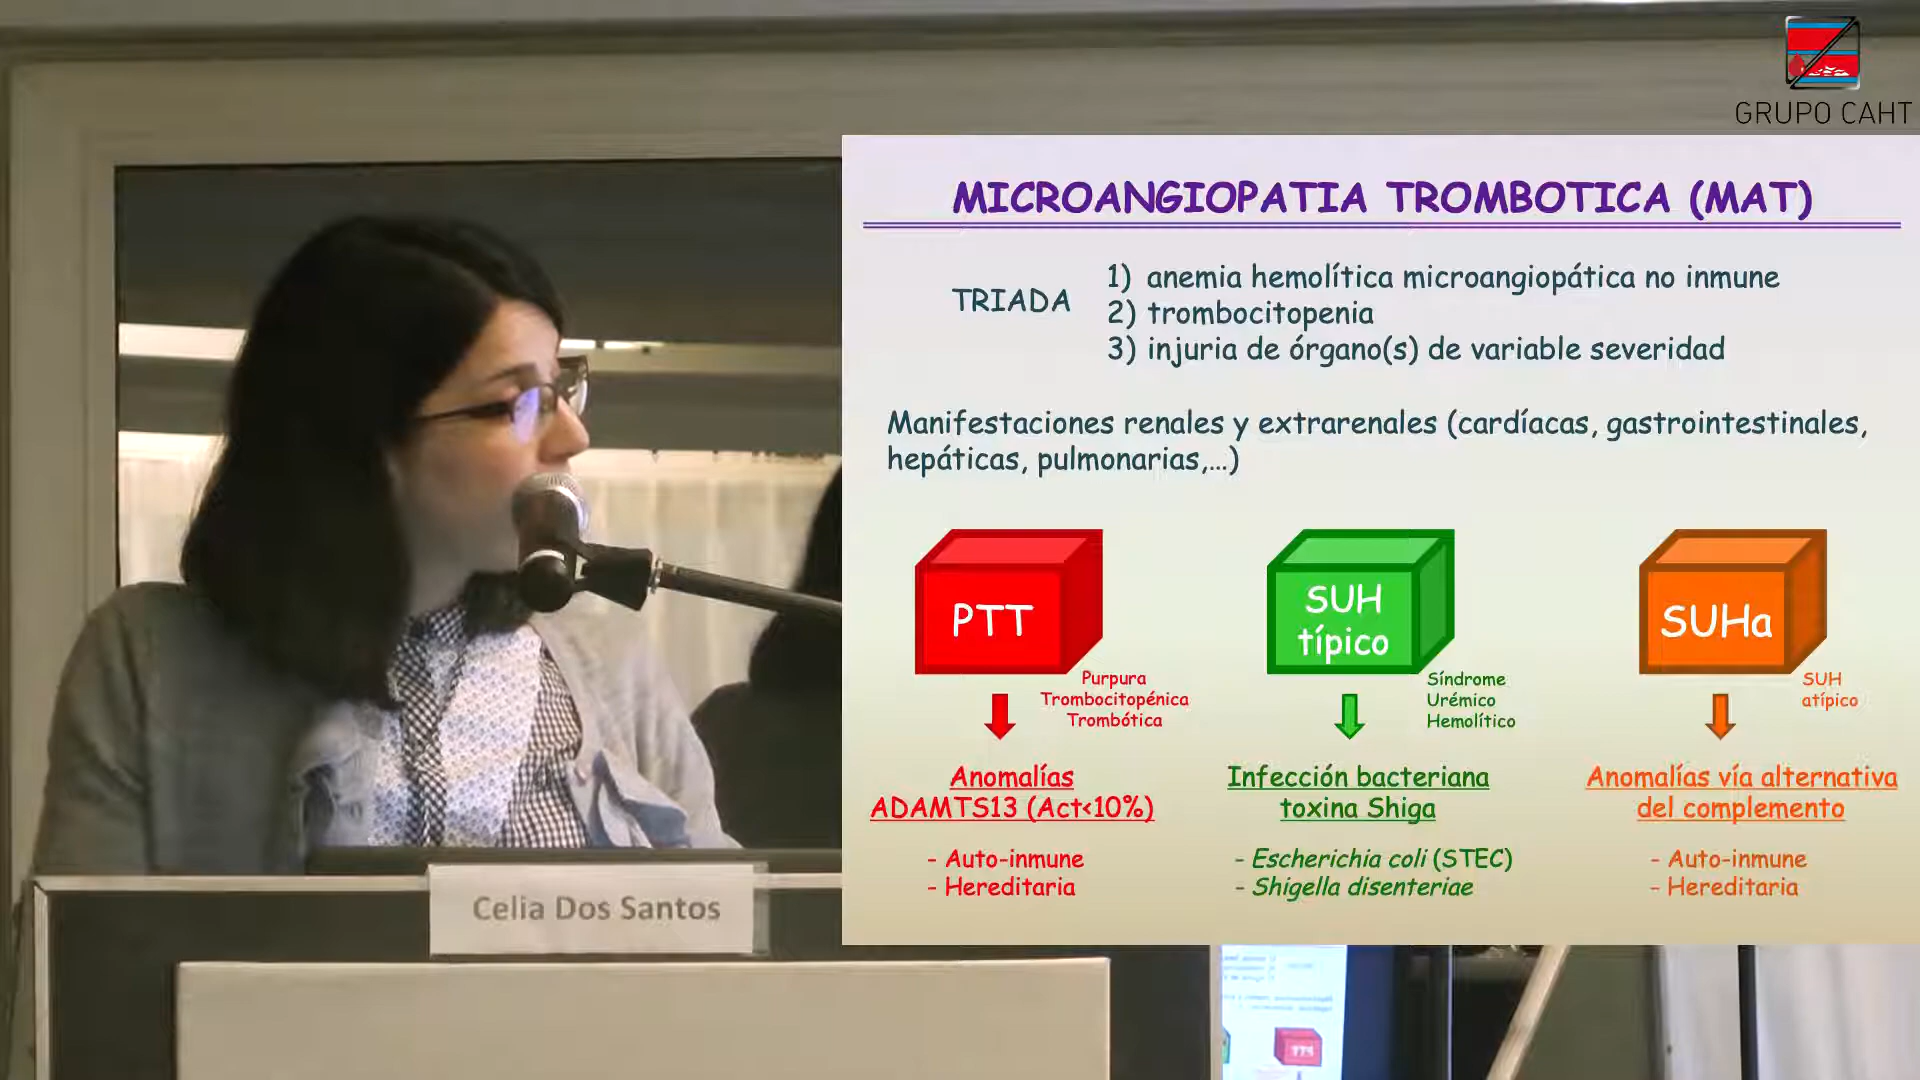 GRUPO CAHT
MICROANGIOPATIA TROMBOTICA (MAT)
TRIADA
1) anemia hemolítica microangiopática no inmune
2) trombocitopenia
3) injuria de órgano(s) de variable severidad
Manifestaciones renales y extrarenales (cardíacas, gastrointestinales,
hepáticas, pulmonarias,...)
PTT
Purpura
Trombocitopénica
Trombótica
Anomalías
ADAMTS13 (Act<10%)
- Auto-inmune
- Hereditaria
SUH
típico
Síndrome
Urémico
Hemolítico
Infección bacteriana
toxina Shiga
- Escherichia coli (STEC)
- Shigella disenteriae
SUHa
SUH
atípico
Anomalías vía alternativa
del complemento
- Auto-inmune
- Hereditaria
Celia Dos Santos
PTT